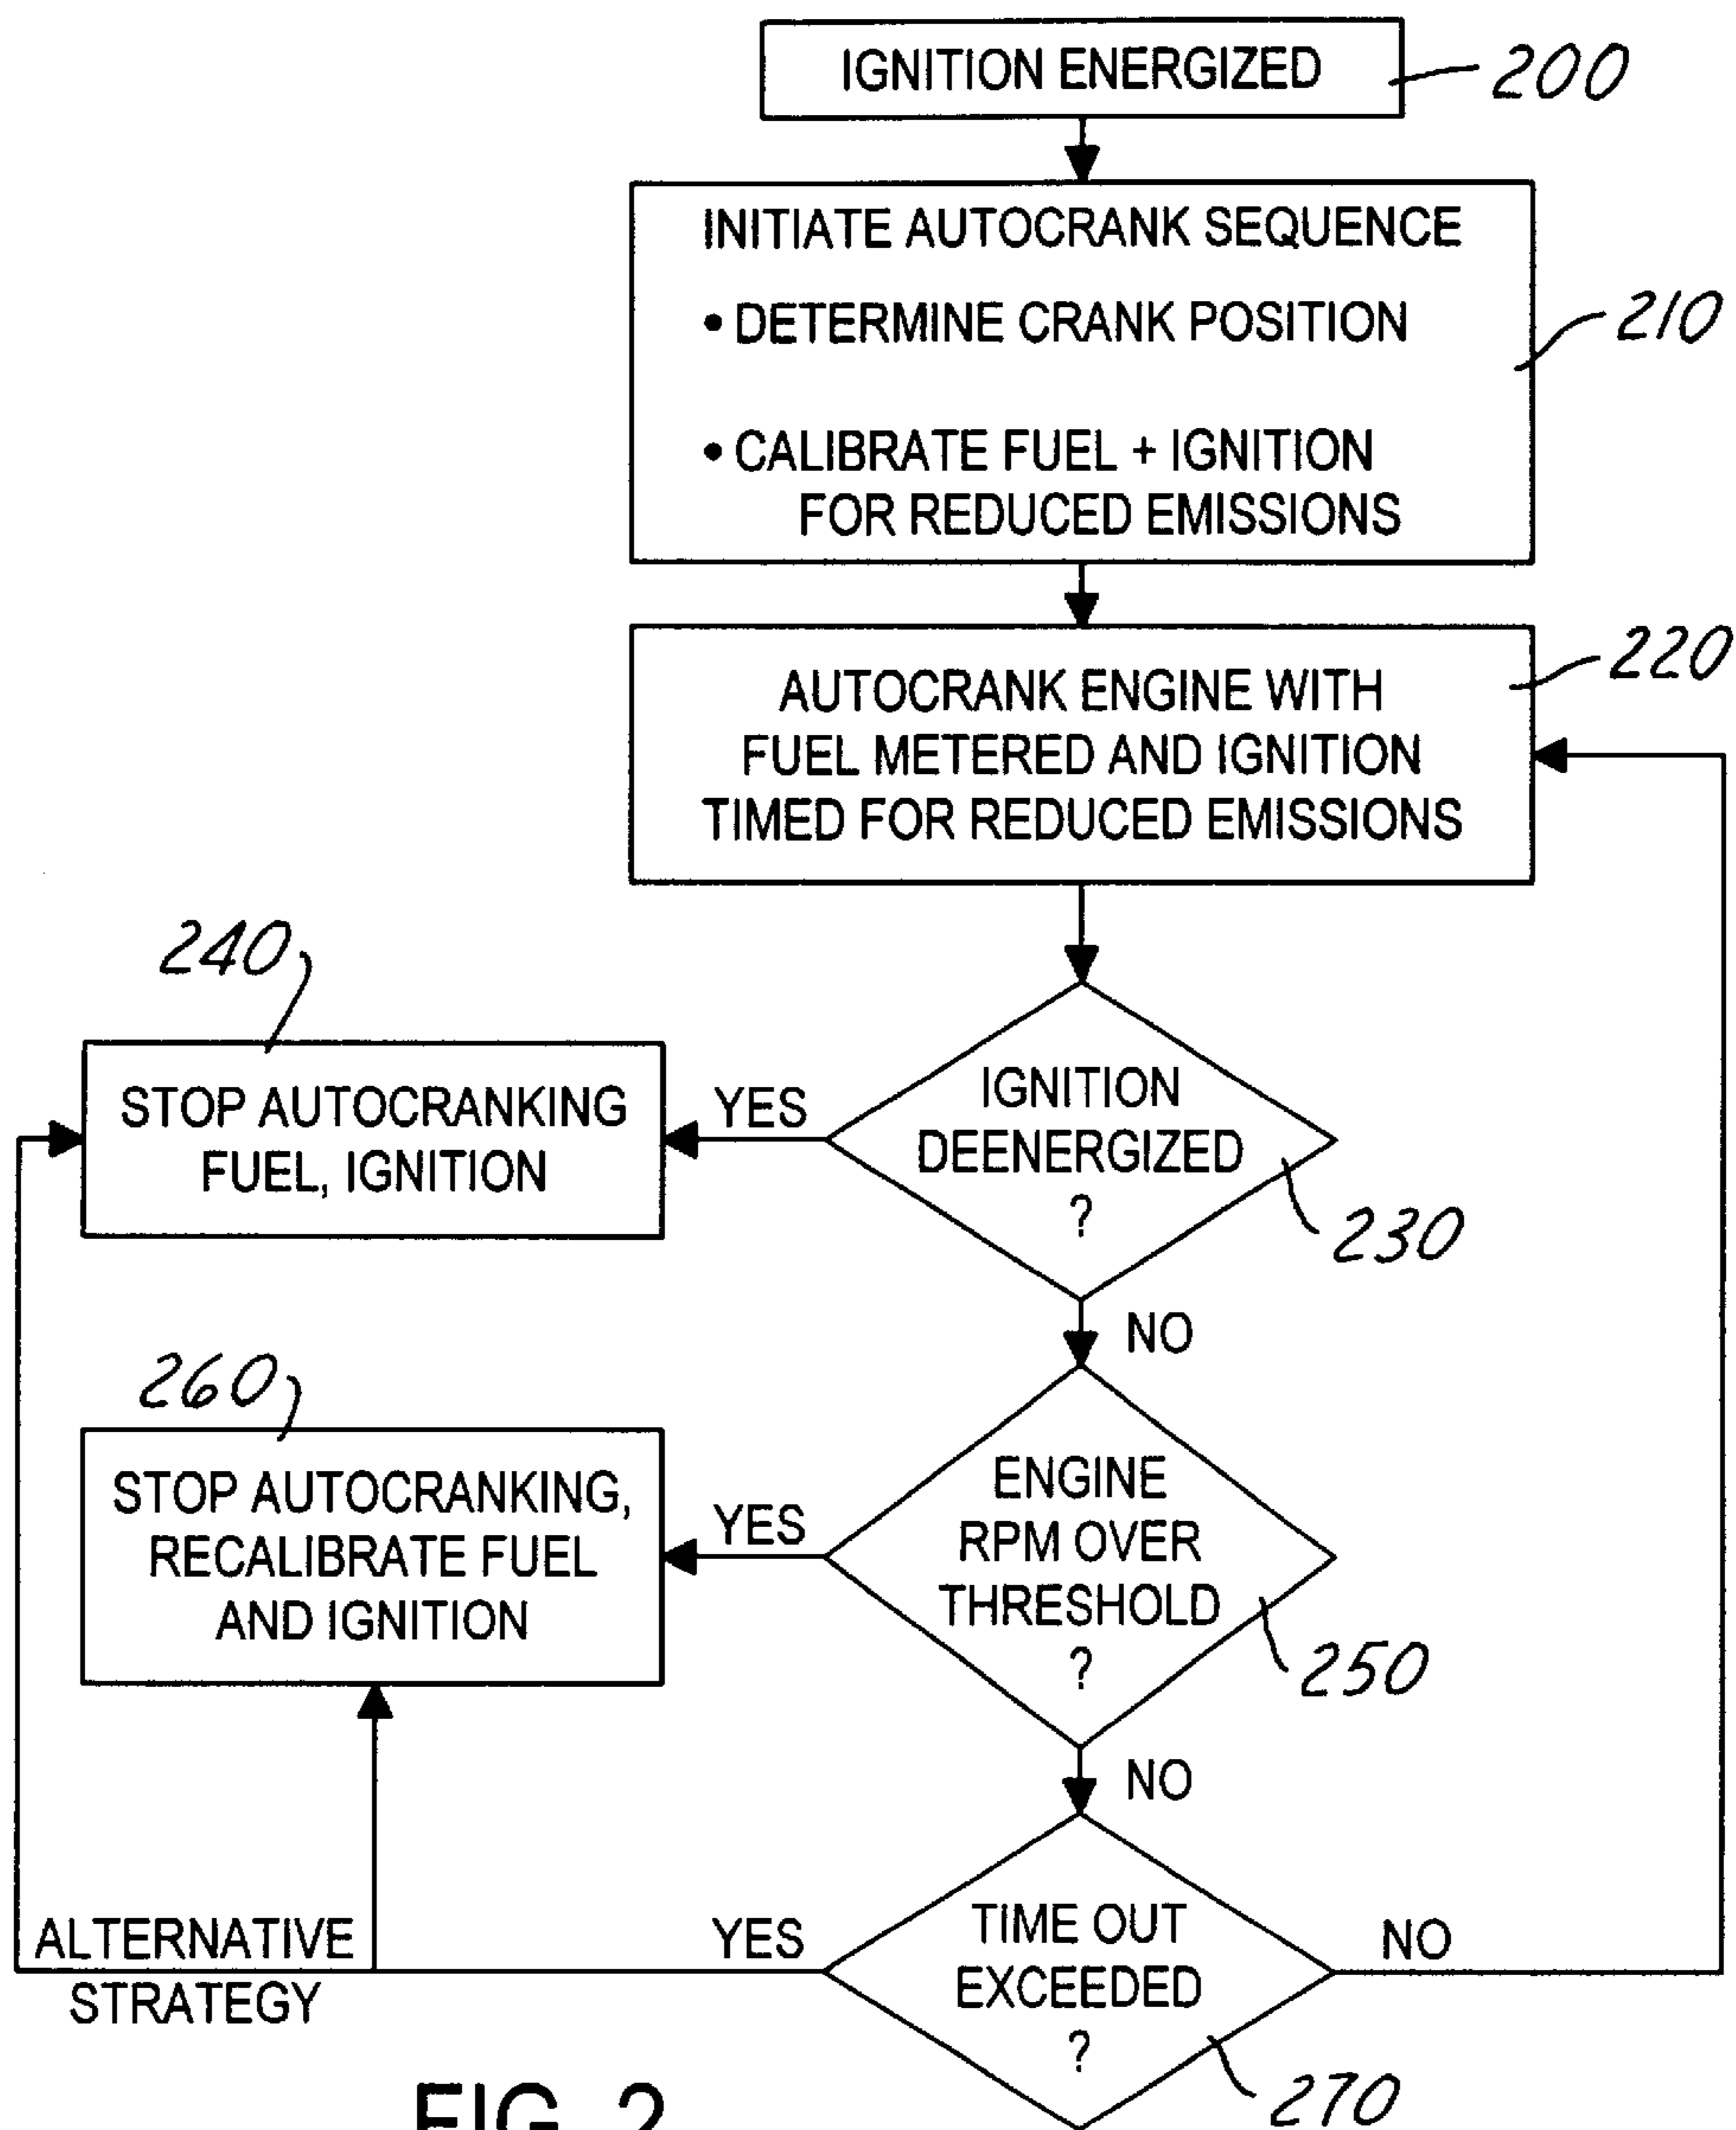 IGNITION ENERGIZED
200
INITIATE AUTOCRANK SEQUENCE
• DETERMINE CRANK POSITION
• CALIBRATE FUEL + IGNITION
FOR REDUCED EMISSIONS
210
AUTOCRANK ENGINE WITH
FUEL METERED AND IGNITION
TIMED FOR REDUCED EMISSIONS
220
240
STOP AUTOCRANKING
FUEL, IGNITION
YES
IGNITION
DEENERGIZED
?
230
NO
260
STOP AUTOCRANKING,
RECALIBRATE FUEL
AND IGNITION
YES
ENGINE
RPM OVER
THRESHOLD
?
250
NO
ALTERNATIVE
STRATEGY
YES
TIME OUT
EXCEEDED
?
NO
270
FIG. 2